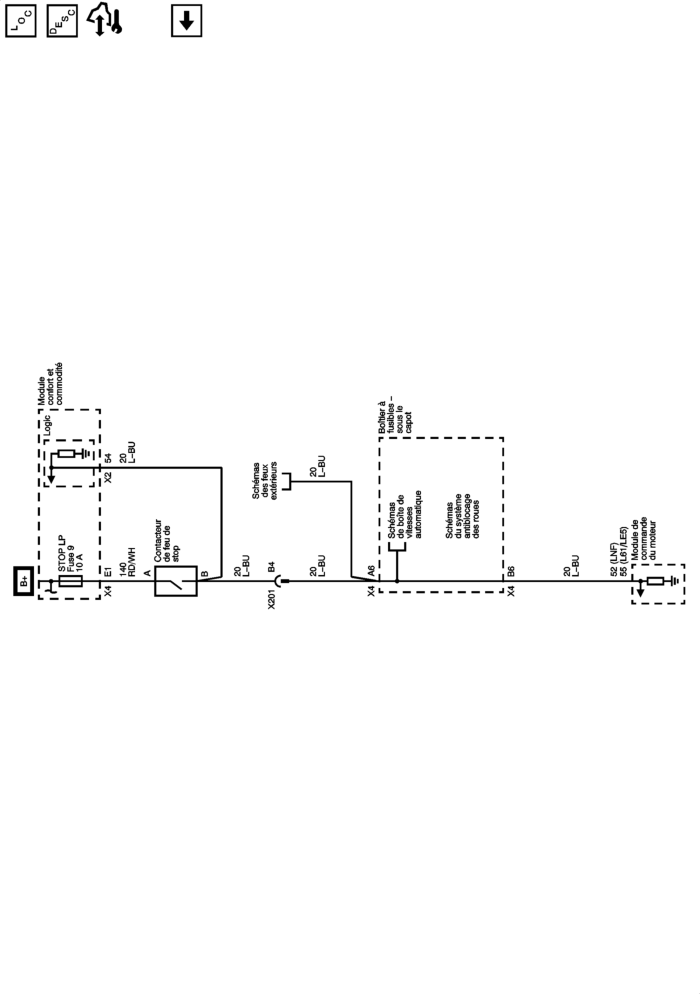 LOC
DESC
B+
Module
confort et
commodité
Logic
STOP LP
Fuse 9
10 A
X4 E1
X2 54
140
RD/WH
20
L-BU
A
Contacteur
de feu de
stop
B
20
L-BU
X201 B4
Schémas
des feux
extérieurs
20
L-BU
20
L-BU
X4 A6
Boîtier à
fusibles –
sous le
capot
Schémas
de boîte de
vitesses
automatique
Schémas
du système
antiblocage
des roues
X4 B6
20
L-BU
52 (LNF)
55 (L61/LE5)
Module de
commande
du moteur